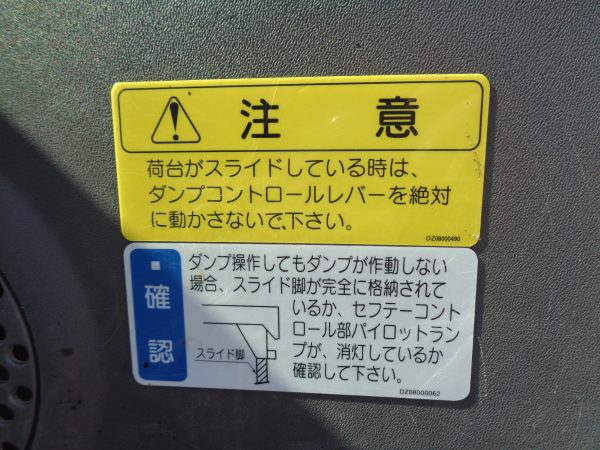 注意
荷台がスライドしている時は、
ダンプコントロールレバーを絶対
に動かさないで、下さい。
DZ08000490
・確認
ダンプ操作してもダンプが作動しない
場合、スライド脚が完全に格納されて
いるか、セフテーコント
ロール部パイロットラン
プが、消灯しているか
確認して下さい。
スライド脚
DZ08000062